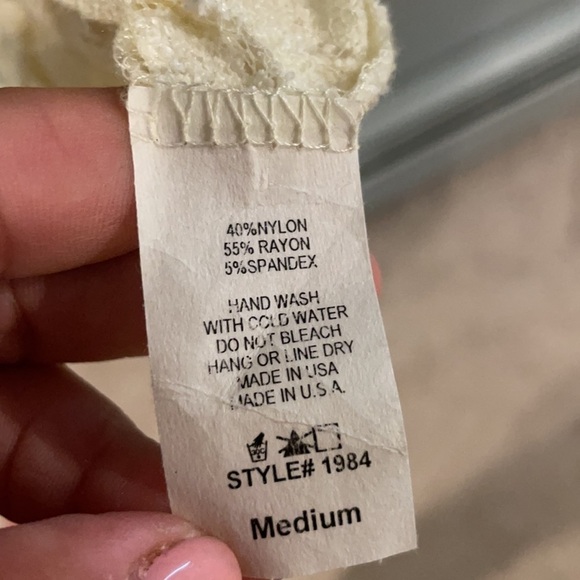 40%NYLON
55% RAYON
5%SPANDEX
HAND WASH
WITH COLD WATER
DO NOT BLEACH
HANG OR LINE DRY
MADE IN USA
MADE IN U.S.A.
STYLE# 1984
Medium